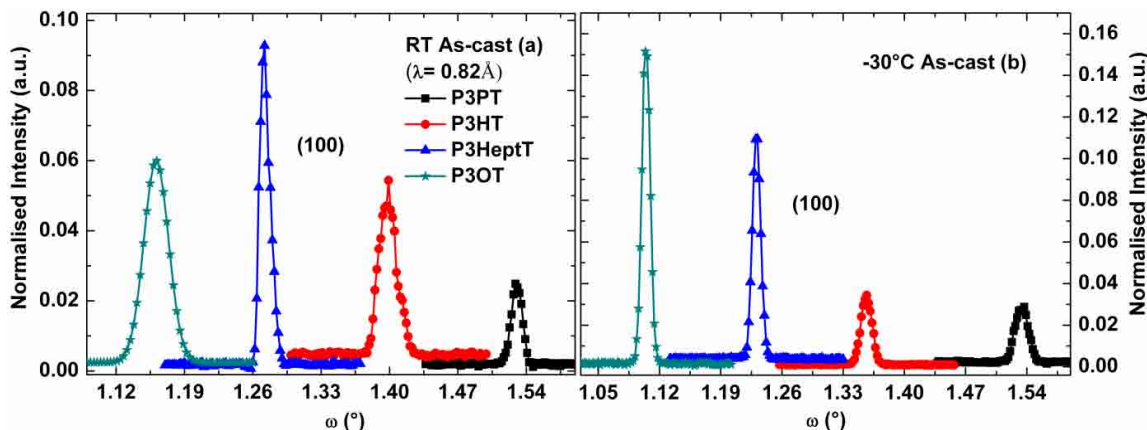 0.10
0.08
0.06
0.04
0.02
0.00
Normalised Intensity (a.u.)
1.12 1.19 1.26 1.33 1.40 1.47 1.54
ω (°)
RT As-cast (a)
(λ= 0.82Å)
P3PT
P3HT
P3HeptT
P3OT
(100)
-30°C As-cast (b)
(100)
1.05 1.12 1.19 1.26 1.33 1.40 1.47 1.54
ω (°)
0.16
0.14
0.12
0.10
0.08
0.06
0.04
0.02
0.00
Normalised Intensity (a.u.)